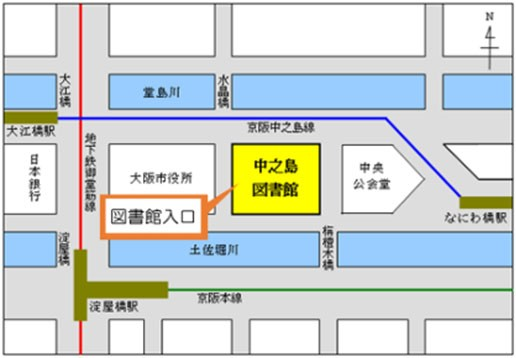 N
大江橋
堂島川
水晶橋
大江橋駅
京阪中之島線
地下鉄御堂筋線
日本銀行
大阪市役所
中之島
図書館
中央
公会堂
図書館入口
なにわ橋駅
淀屋橋
土佐堀川
栴檀木橋
淀屋橋駅
京阪本線